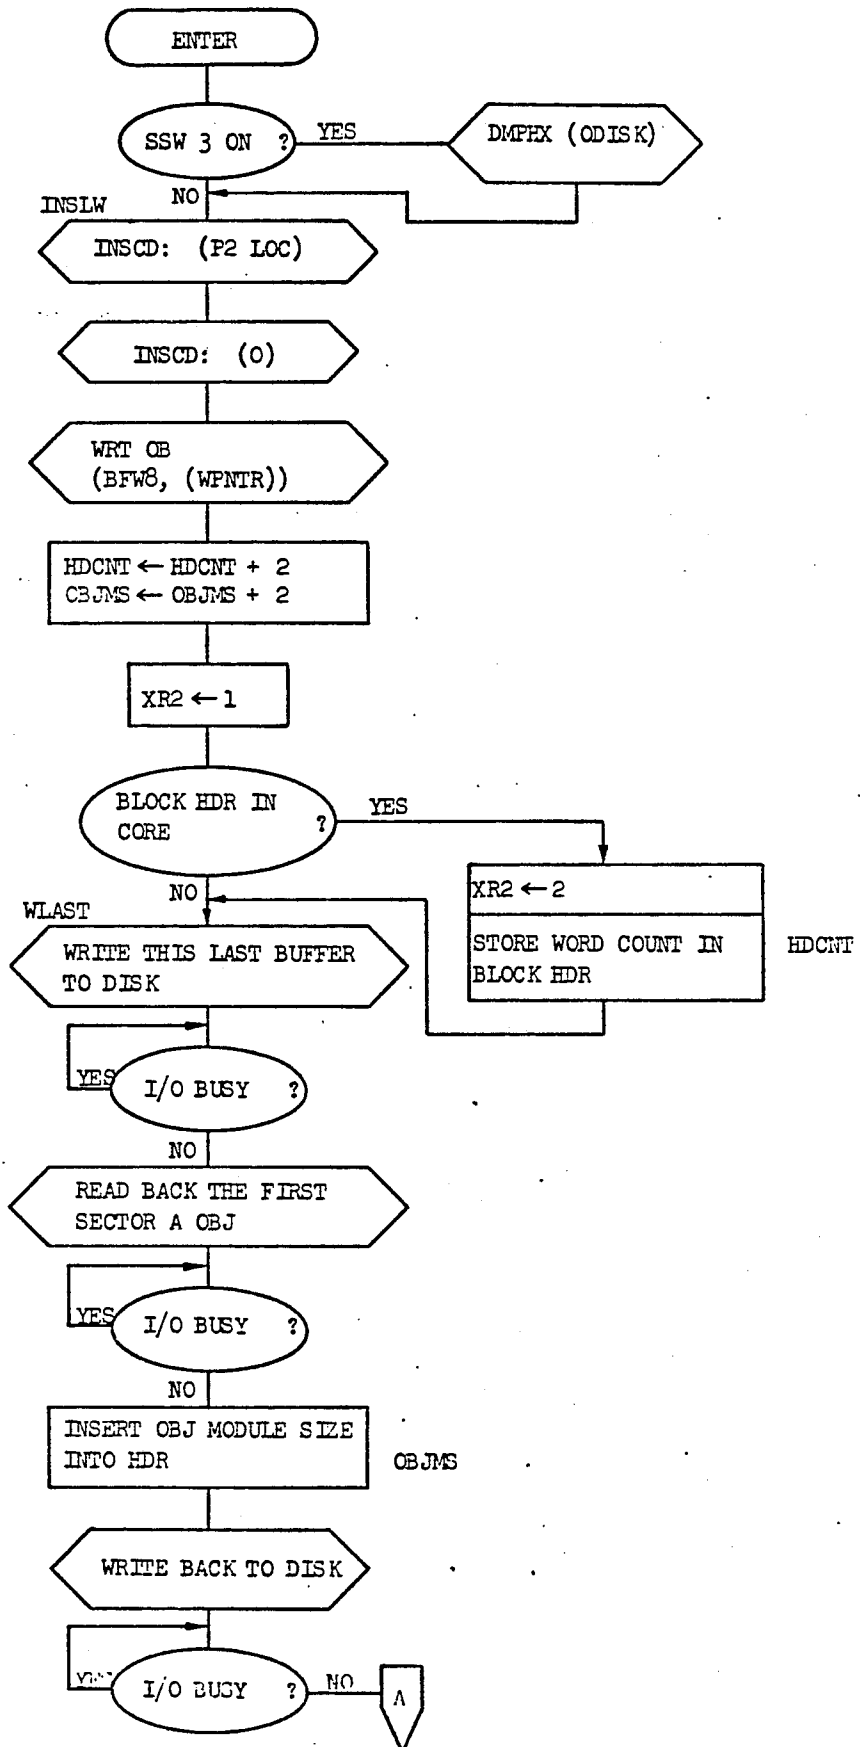 ENTER
SSW 3 ON ?
YES
DMPHX (ODISK)
NO
INSLW
INSCD: (P2 LOC)
INSCD: (0)
WRT OB
(BFW8, (WPNTR))
HDCNT ← HDCNT + 2
OBJMS ← OBJMS + 2
XR2 ← 1
BLOCK HDR IN
CORE ?
YES
NO
XR2 ← 2
STORE WORD COUNT IN
BLOCK HDR
HDCNT
WLAST
WRITE THIS LAST BUFFER
TO DISK
YES
I/O BUSY ?
NO
READ BACK THE FIRST
SECTOR A OBJ
YES
I/O BUSY ?
NO
INSERT OBJ MODULE SIZE
INTO HDR
OBJMS
WRITE BACK TO DISK
YES
I/O BUSY ?
NO
A